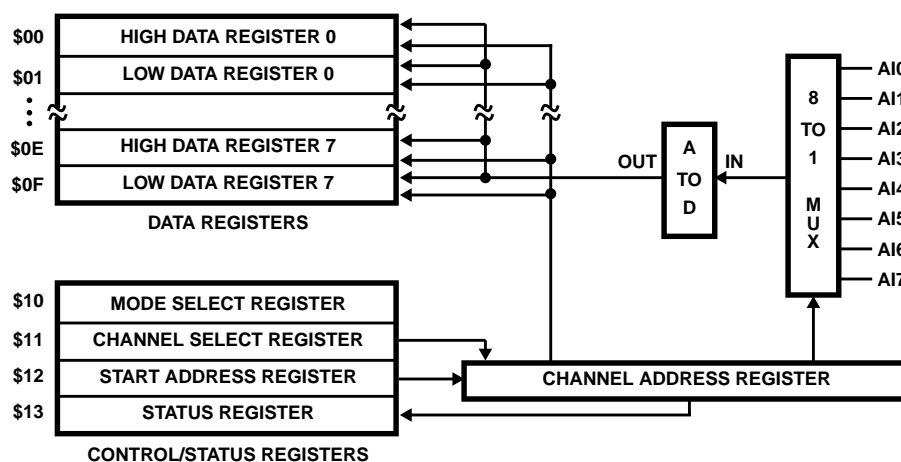 $00 HIGH DATA REGISTER 0
$01 LOW DATA REGISTER 0
$0E HIGH DATA REGISTER 7
$0F LOW DATA REGISTER 7
DATA REGISTERS
OUT
A TO D
IN
8 TO 1 MUX
AI0
AI1
AI2
AI3
AI4
AI5
AI6
AI7
$10 MODE SELECT REGISTER
$11 CHANNEL SELECT REGISTER
$12 START ADDRESS REGISTER
$13 STATUS REGISTER
CONTROL/STATUS REGISTERS
CHANNEL ADDRESS REGISTER